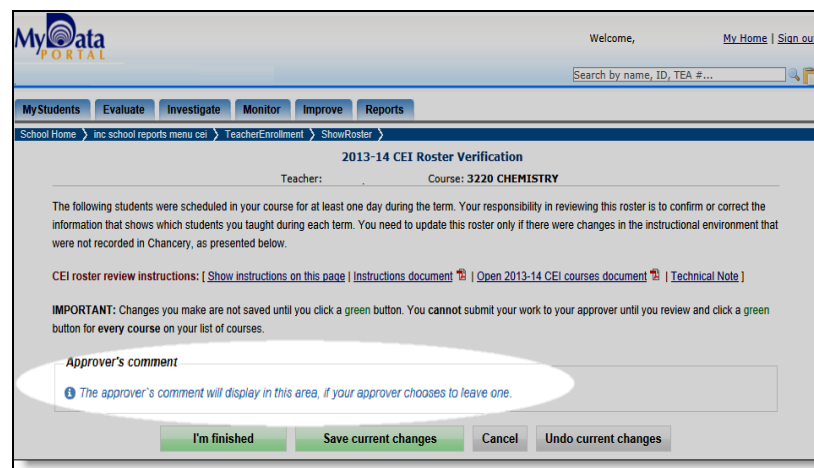 MyData
PORTAL
Welcome,
My Home | Sign out
Search by name, ID, TEA #...
MyStudents Evaluate Investigate Monitor Improve Reports
School Home 〉 inc school reports menu cei 〉 TeacherEnrollment 〉 ShowRoster 〉
2013-14 CEI Roster Verification
Teacher: Course: 3220 CHEMISTRY
The following students were scheduled in your course for at least one day during the term. Your responsibility in reviewing this roster is to confirm or correct the
information that shows which students you taught during each term. You need to update this roster only if there were changes in the instructional environment that
were not recorded in Chancery, as presented below.
CEI roster review instructions: [ Show instructions on this page | Instructions document | Open 2013-14 CEI courses document | Technical Note ]
IMPORTANT: Changes you make are not saved until you click a green button. You cannot submit your work to your approver until you review and click a green
button for every course on your list of courses.
Approver's comment
The approver`s comment will display in this area, if your approver chooses to leave one.
I'm finished Save current changes Cancel Undo current changes